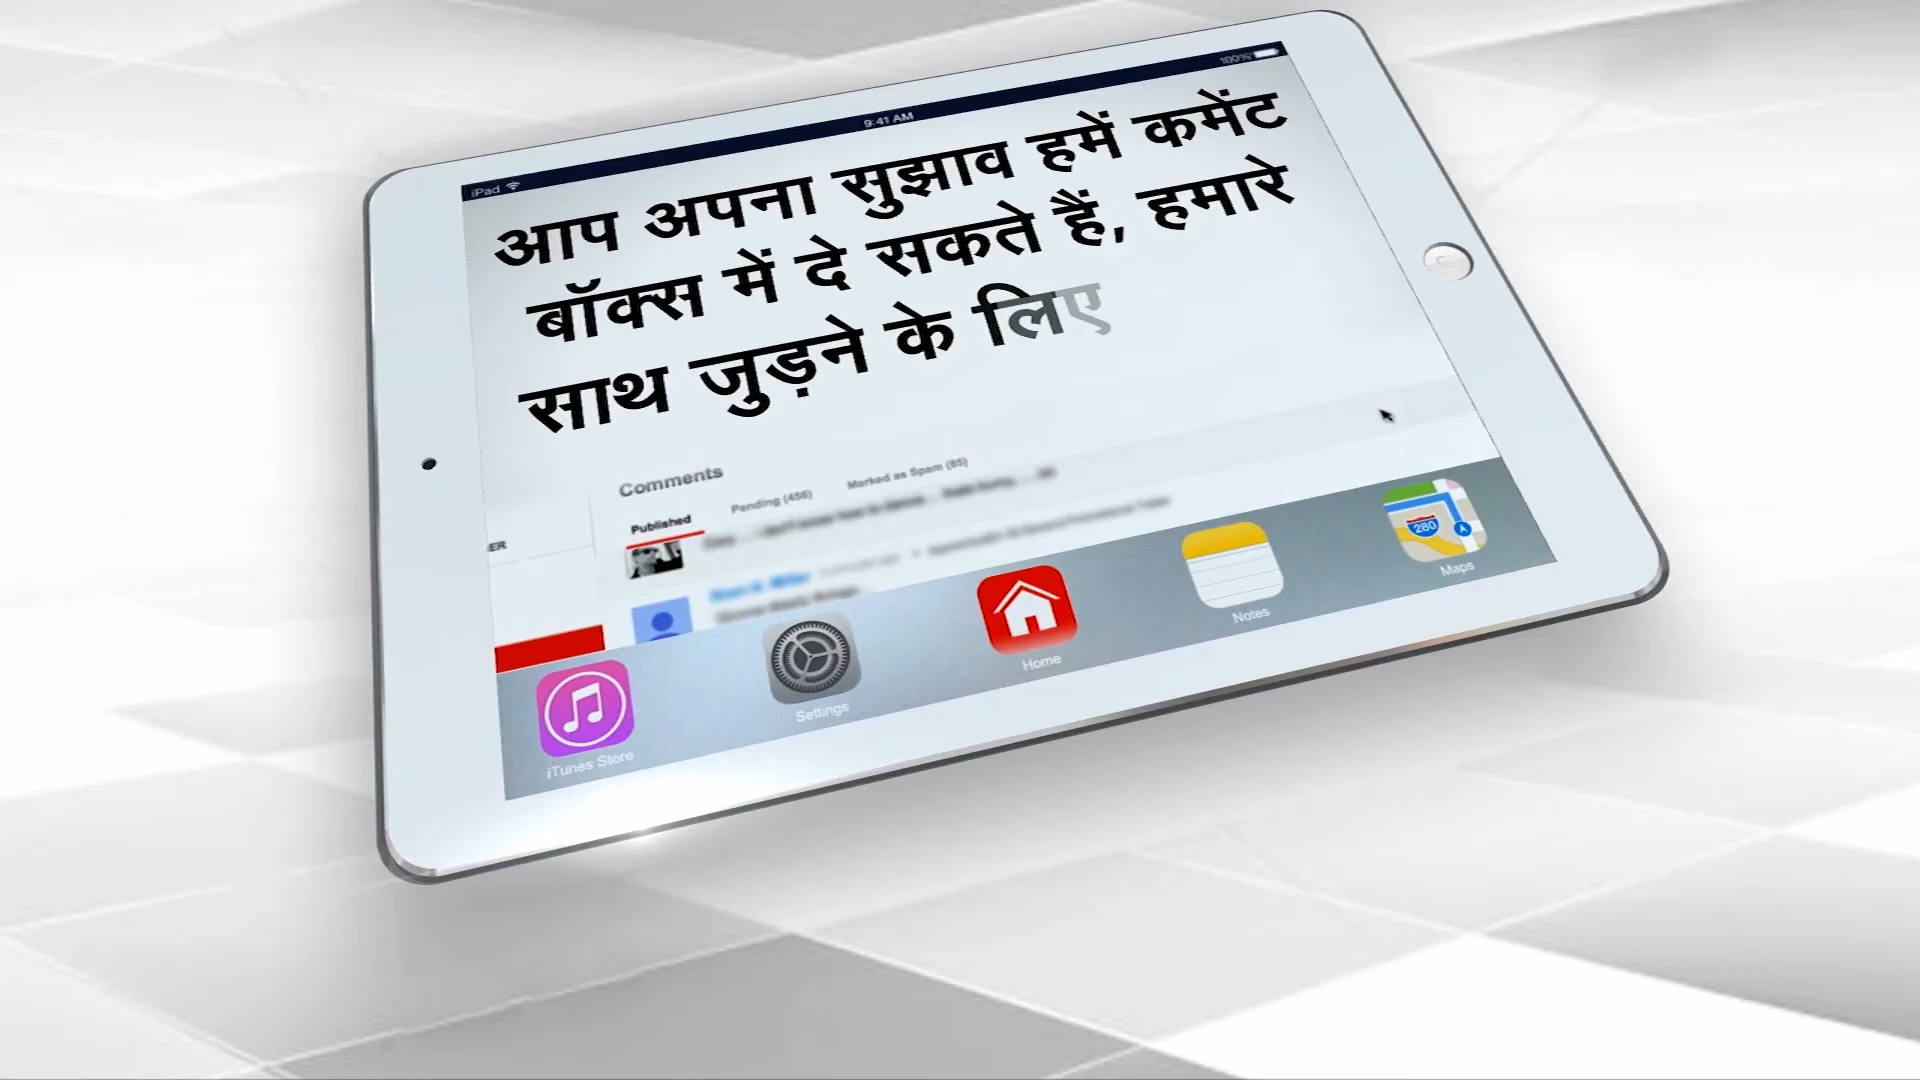 iPad
9:41 AM
100%
आप अपना सुझाव हमें कमेंट
बॉक्स में दे सकते हैं, हमारे
साथ जुड़ने के लिए
Comments
Published
Pending (456)
Marked as Spam (85)
ER
280
iTunes Store
Settings
Home
Notes
Maps